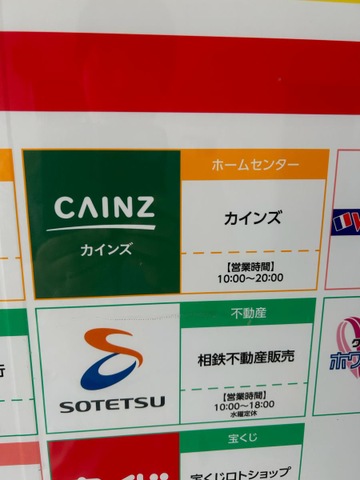 CAINZ
カインズ
ホームセンター
カインズ
【営業時間】
10:00〜20:00
SOTETSU
不動産
相鉄不動産販売
【営業時間】
10:00〜18:00
水曜定休
宝くじ
宝くじロトショップ
行
ホワ